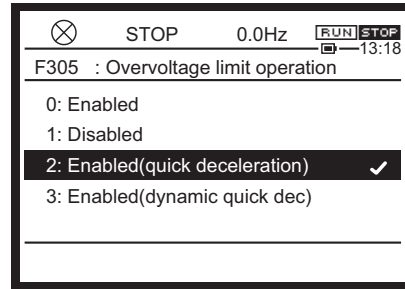 STOP 0.0Hz RUN STOP
13:18
F305 : Overvoltage limit operation
0: Enabled
1: Disabled
2: Enabled(quick deceleration)
3: Enabled(dynamic quick dec)